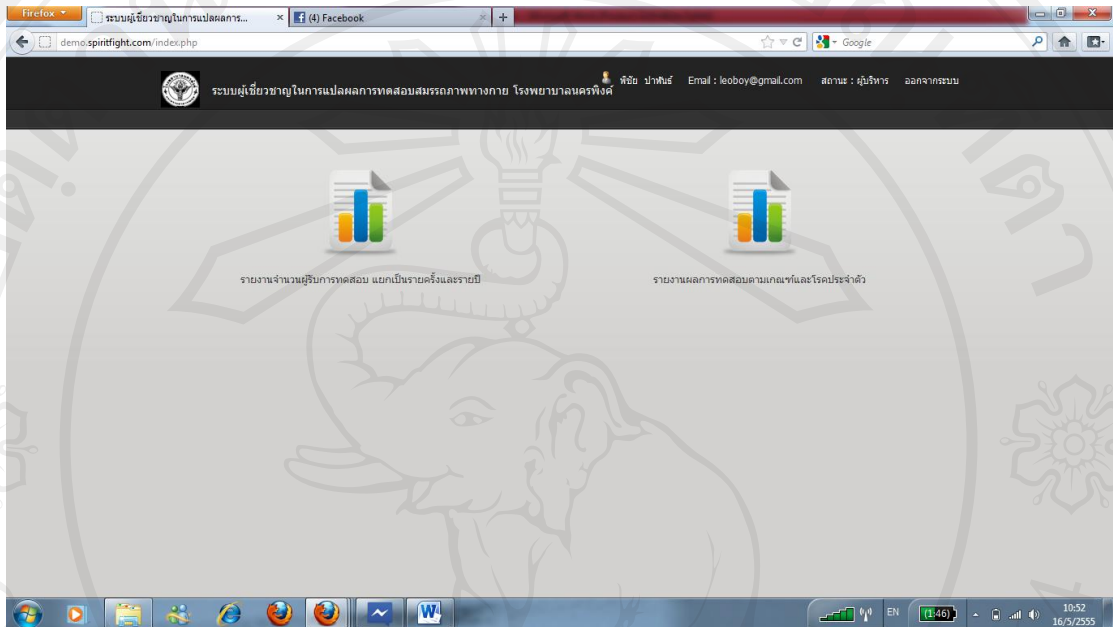 Firefox
ระบบผู้เชี่ยวชาญในการแปลผลการ...
(4) Facebook
demo.spiritfight.com/index.php
Google
ระบบผู้เชี่ยวชาญในการแปลผลการทดสอบสมรรถภาพทางกาย โรงพยาบาลนครพิงค์
พิชัย ปาพันธ์ Email : leoboy@gmail.com สถานะ : ผู้บริหาร ออกจากระบบ
รายงานจำนวนผู้รับการทดสอบ แยกเป็นรายครั้งและรายปี
รายงานผลการทดสอบตามเกณฑ์และโรคประจำตัว
EN
(1:46)
10:52
16/5/2555